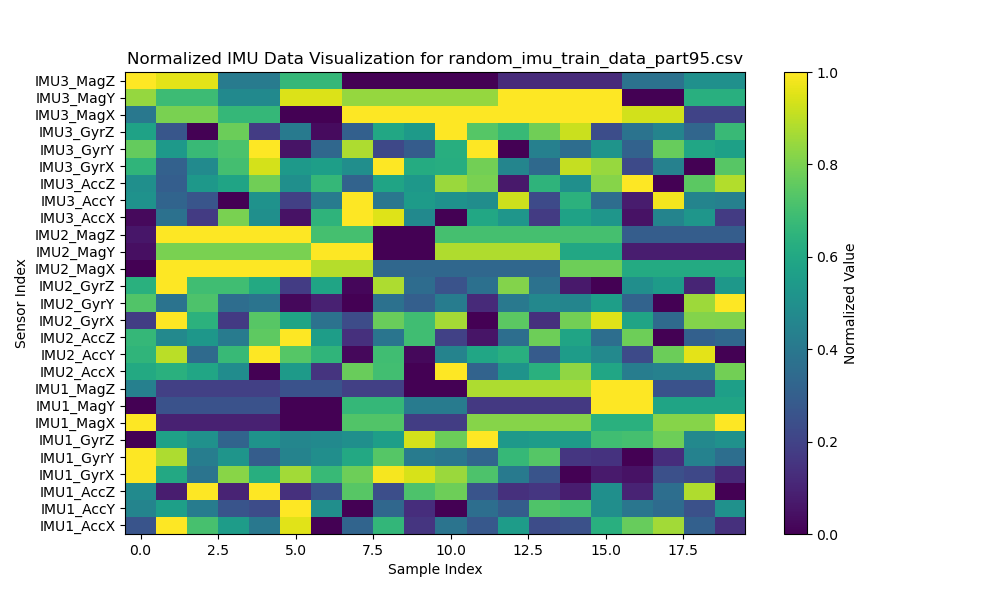 Normalized IMU Data Visualization for random_imu_train_data_part95.csv
IMU3_MagZ
IMU3_MagY
IMU3_MagX
IMU3_GyrZ
IMU3_GyrY
IMU3_GyrX
IMU3_AccZ
IMU3_AccY
IMU3_AccX
IMU2_MagZ
IMU2_MagY
IMU2_MagX
IMU2_GyrZ
IMU2_GyrY
IMU2_GyrX
IMU2_AccZ
IMU2_AccY
IMU2_AccX
IMU1_MagZ
IMU1_MagY
IMU1_MagX
IMU1_GyrZ
IMU1_GyrY
IMU1_GyrX
IMU1_AccZ
IMU1_AccY
IMU1_AccX
Sensor Index
0.0 2.5 5.0 7.5 10.0 12.5 15.0 17.5
Sample Index
1.0
0.8
0.6
0.4
0.2
0.0
Normalized Value